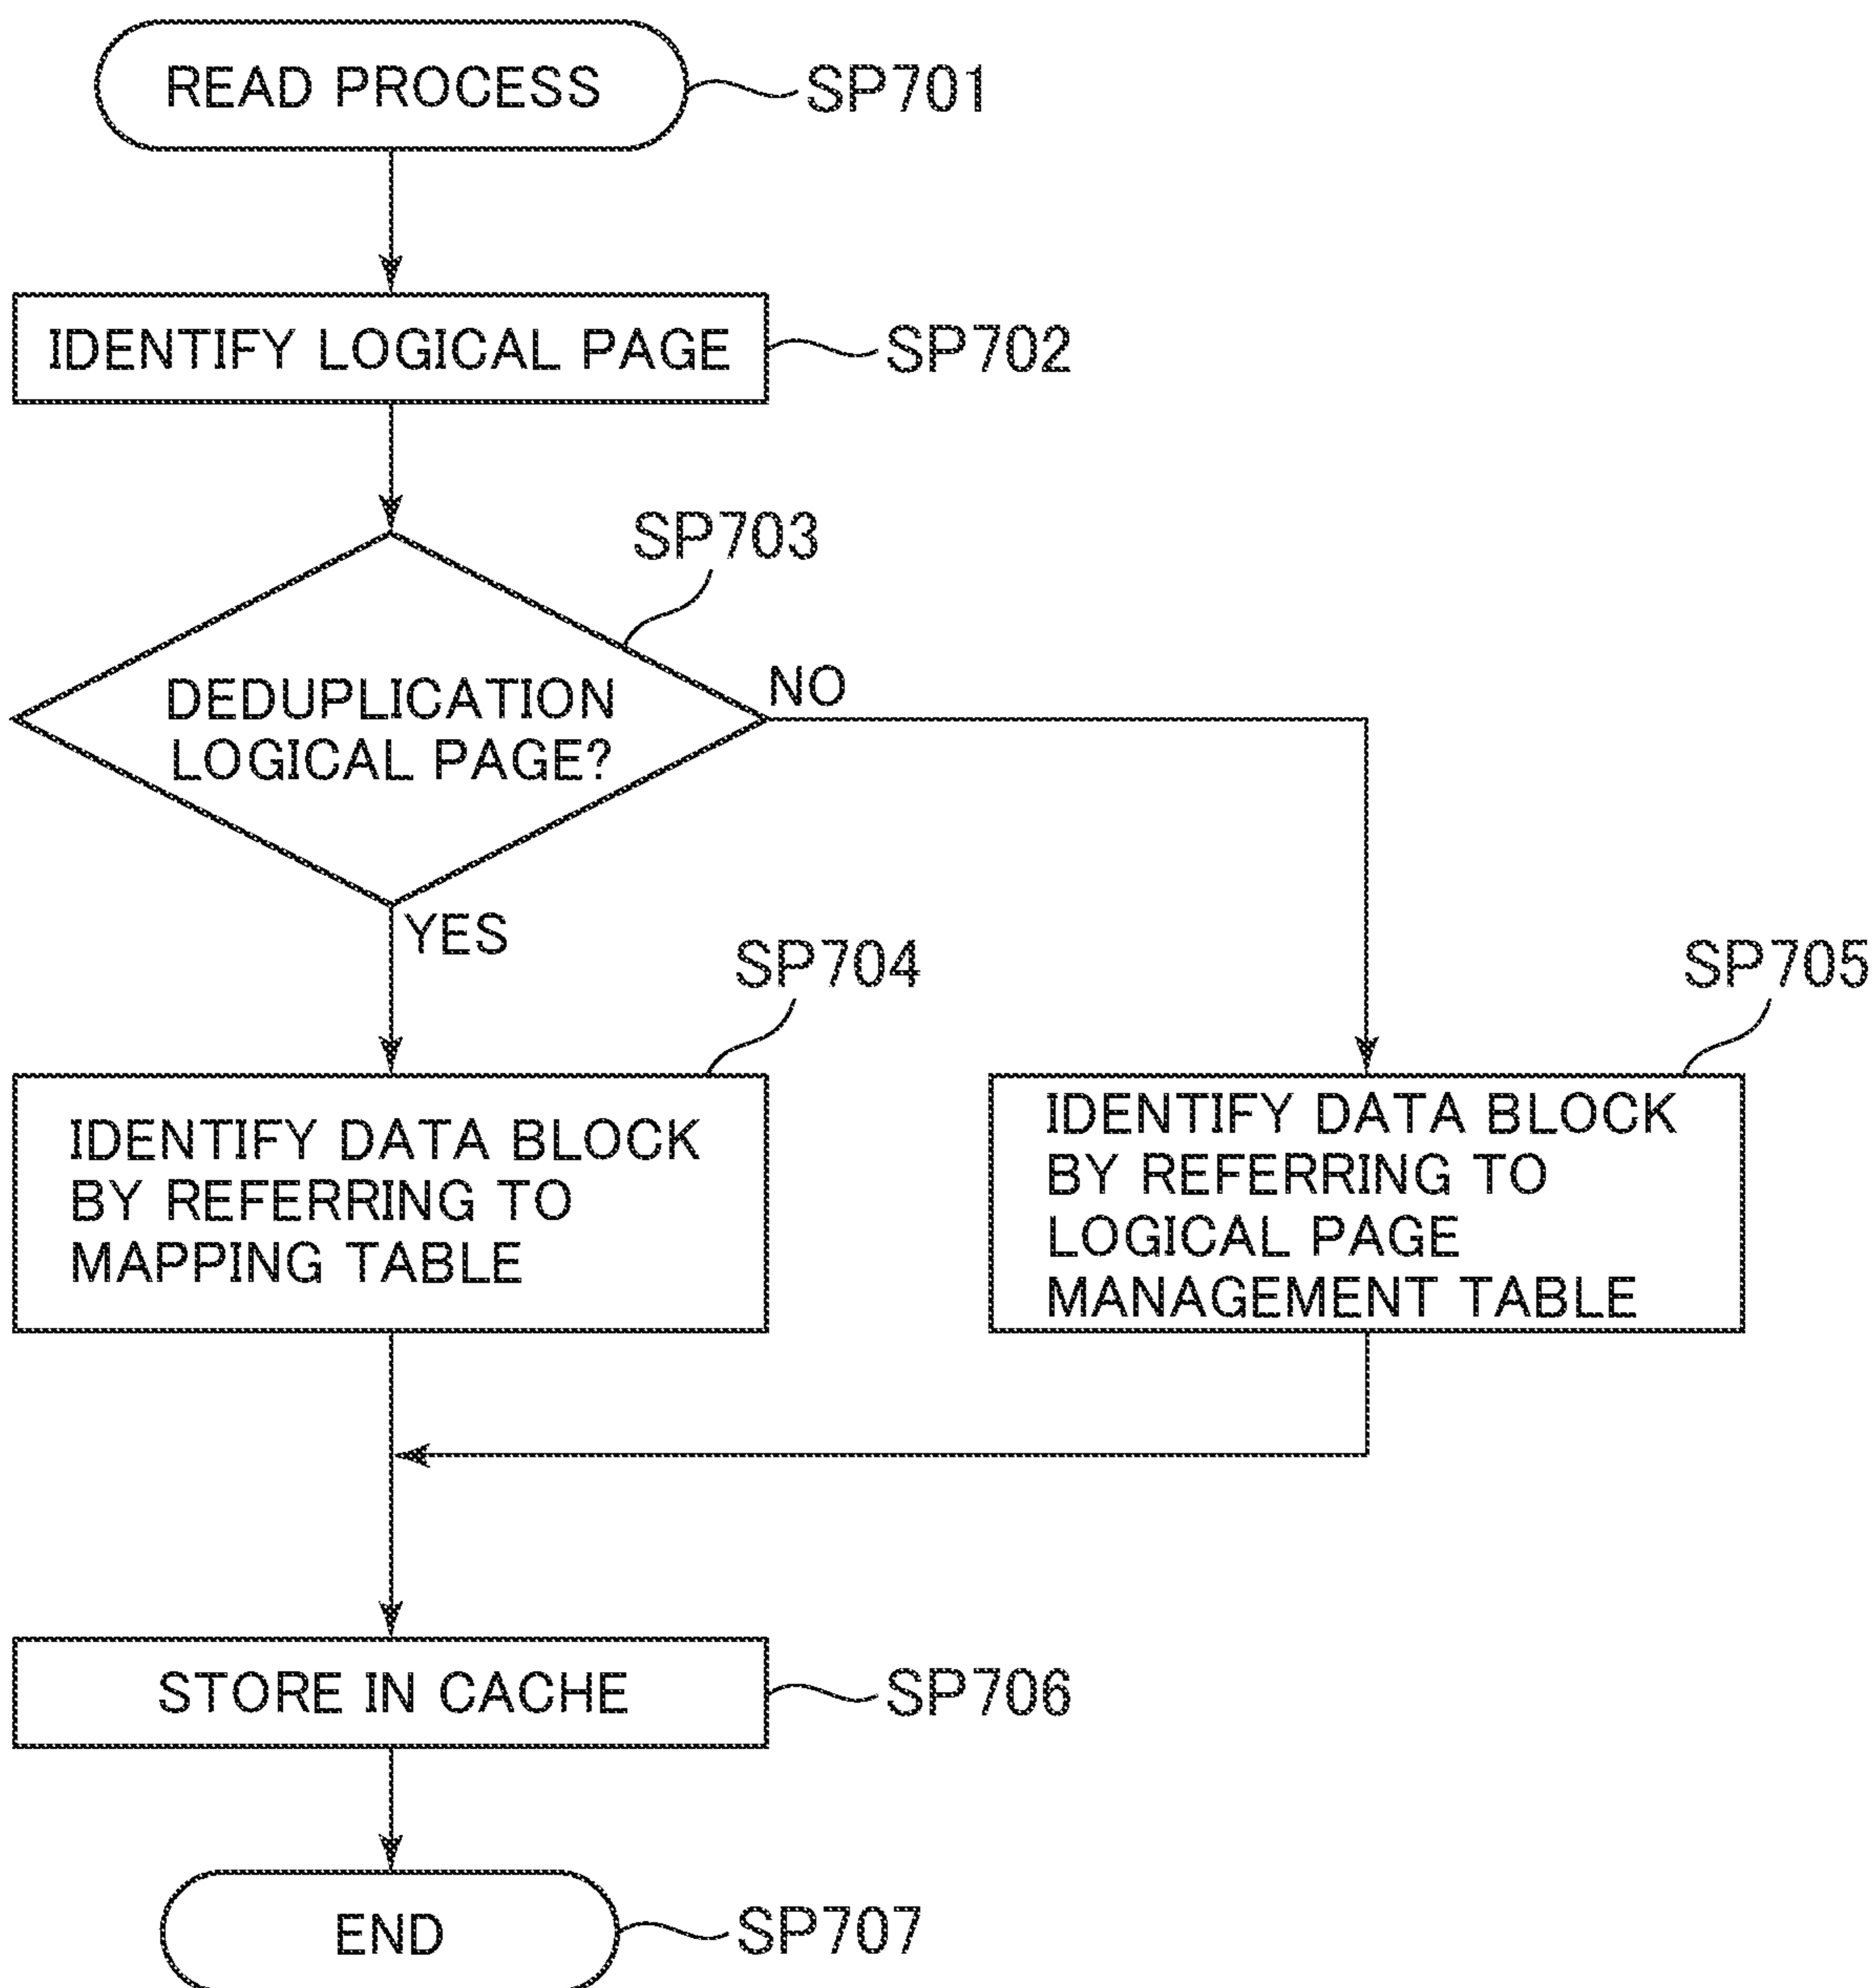 READ PROCESS
SP701
IDENTIFY LOGICAL PAGE
SP702
SP703
DEDUPLICATION
LOGICAL PAGE?
NO
YES
SP704
IDENTIFY DATA BLOCK
BY REFERRING TO
MAPPING TABLE
SP705
IDENTIFY DATA BLOCK
BY REFERRING TO
LOGICAL PAGE
MANAGEMENT TABLE
STORE IN CACHE
SP706
END
SP707